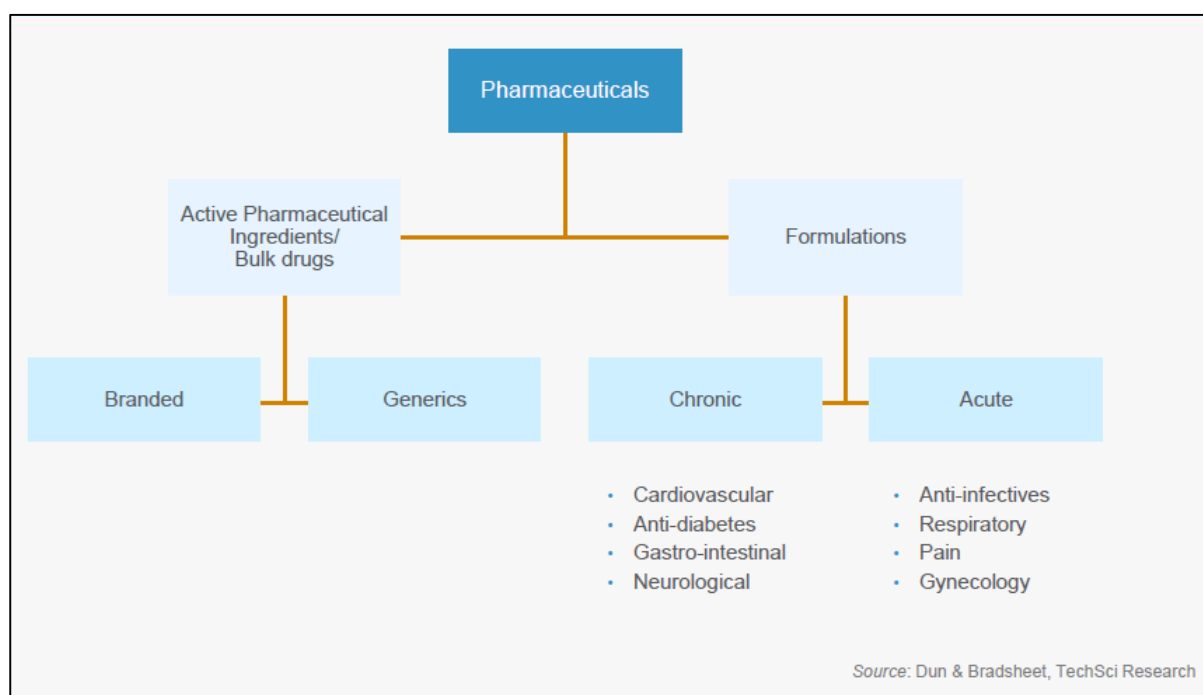 Pharmaceuticals
Active Pharmaceutical
Ingredients/
Bulk drugs
Formulations
Branded
Generics
Chronic
Acute
• Cardiovascular
• Anti-diabetes
• Gastro-intestinal
• Neurological
• Anti-infectives
• Respiratory
• Pain
• Gynecology
Source: Dun & Bradsheet, TechSci Research